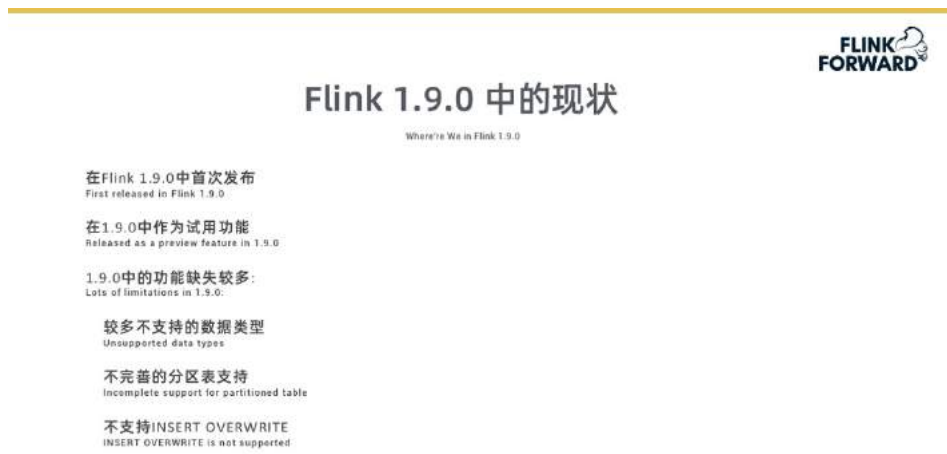 FLINK
FORWARD
Flink 1.9.0 中的现状
Where're We in Flink 1.9.0
在Flink 1.9.0中首次发布
First released in Flink 1.9.0
在1.9.0中作为试用功能
Released as a preview feature in 1.9.0
1.9.0中的功能缺失较多:
Lots of limitations in 1.9.0:
较多不支持的数据类型
Unsupported data types
不完善的分区表支持
Incomplete support for partitioned table
不支持INSERT OVERWRITE
INSERT OVERWRITE is not supported